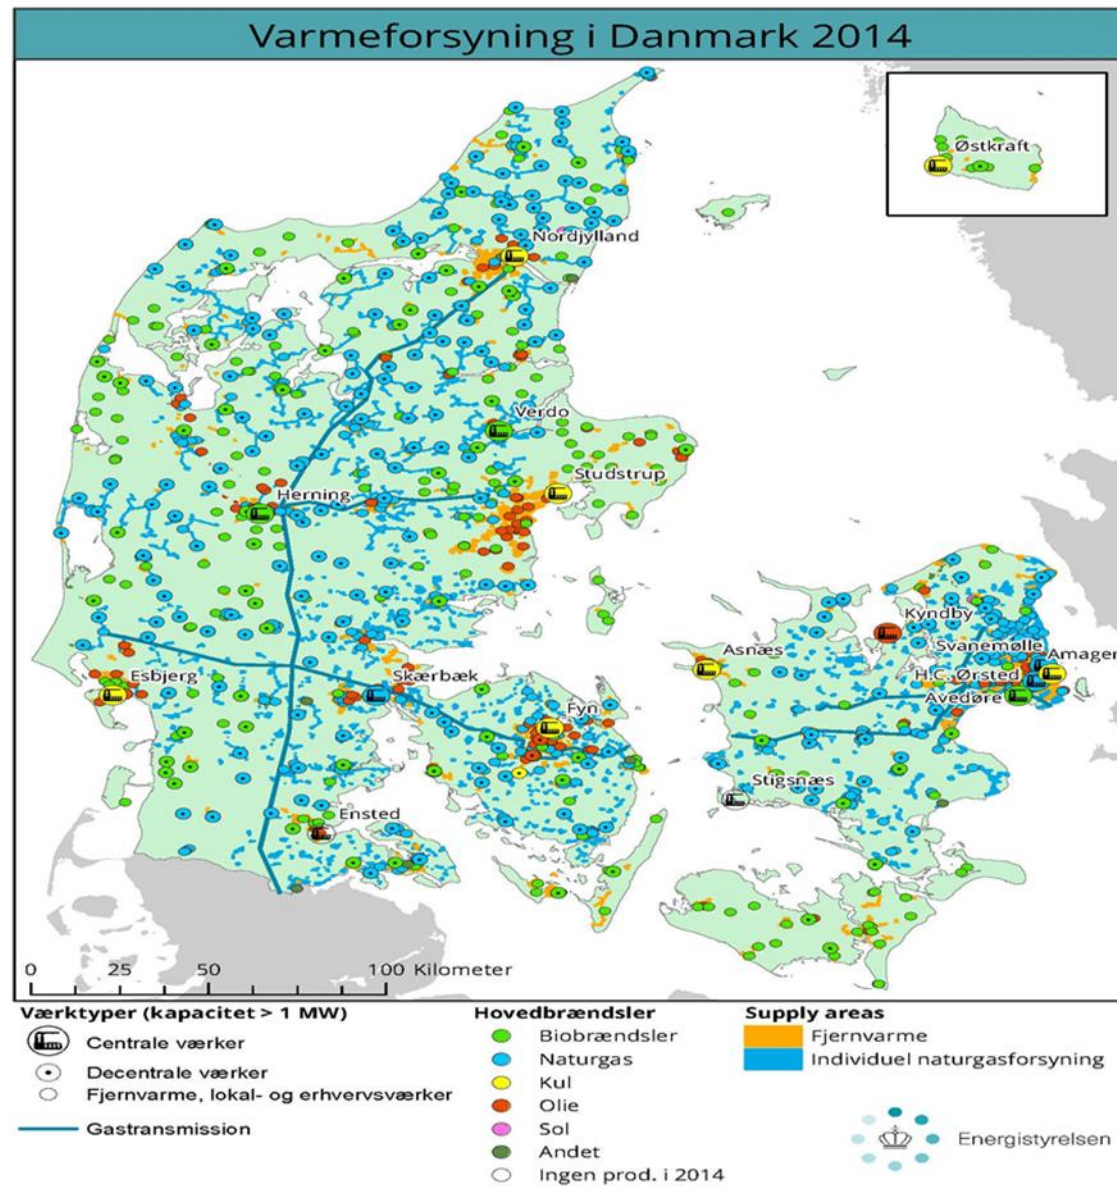 Varmeforsyning i Danmark 2014
Østkraft
Nordjylland
Verdo
Studstrup
Herning
Kyndby
Svanemølle
Amager
Asnæs
H.C. Ørsted
Esbjerg
Skærbæk
Avedøre
Fyn
Stigsnæs
Ensted
0 25 50 100 Kilometer
Værktyper (kapacitet > 1 MW)
Centrale værker
Decentrale værker
Fjernvarme, lokal- og erhvervsværker
Gastransmission
Hovedbrændsler
Biobrændsler
Naturgas
Kul
Olie
Sol
Andet
Ingen prod. i 2014
Supply areas
Fjernvarme
Individuel naturgasforsyning
Energistyrelsen